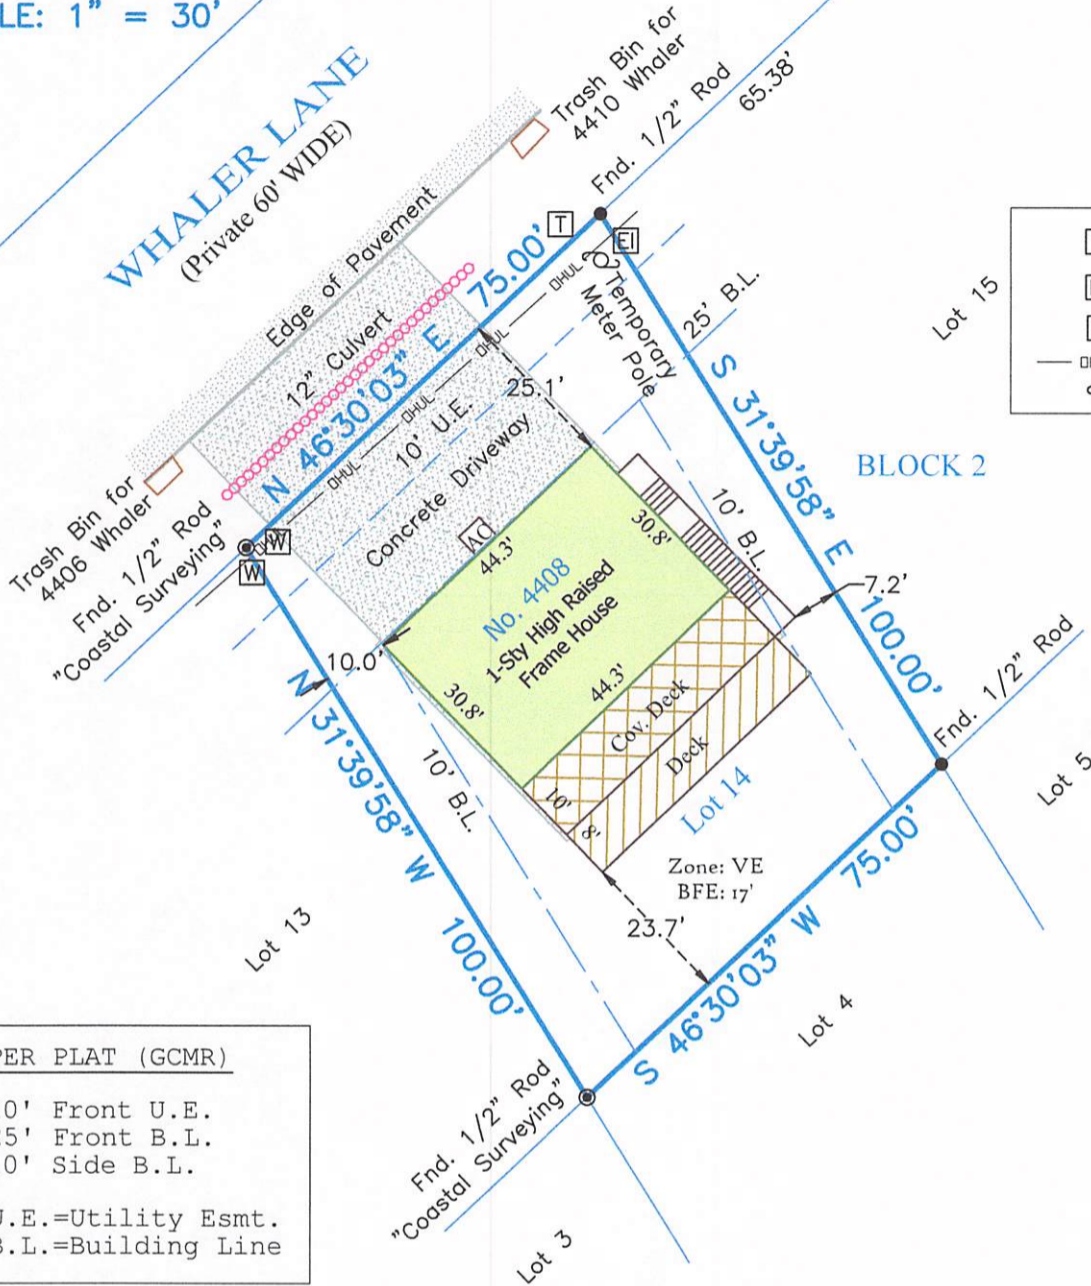 LE: 1" = 30'
WHALER LANE
(Private 60' WIDE)
Trash Bin for
4410 Whaler
Fnd. 1/2" Rod
65.38'
Edge of Pavement
12" Culvert
T
EI
N 46°30'03" E 75.00'
OHUL
OHUL
OHUL
OHUL
10' U.E.
Temporary
Meter Pole
25' B.L.
Lot 15
S 31°39'58" E 100.00'
BLOCK 2
25.1'
Concrete Driveway
Trash Bin for
4406 Whaler
Fnd. 1/2" Rod
"Coastal Surveying"
W
W
AC
44.3'
30.8'
10' B.L.
7.2'
No. 4408
1-Sty High Raised
Frame House
10.0'
30.8'
44.3'
Cov. Deck
Deck
10'
8'
Lot 14
Zone: VE
BFE: 17'
Fnd. 1/2" Rod
Lot 5
N 31°39'58" W 100.00'
10' B.L.
23.7'
S 46°30'03" W 75.00'
Lot 13
Lot 4
Fnd. 1/2" Rod
"Coastal Surveying"
Lot 3
PER PLAT (GCMR)
0' Front U.E.
5' Front B.L.
0' Side B.L.
U.E.=Utility Esmt.
B.L.=Building Line